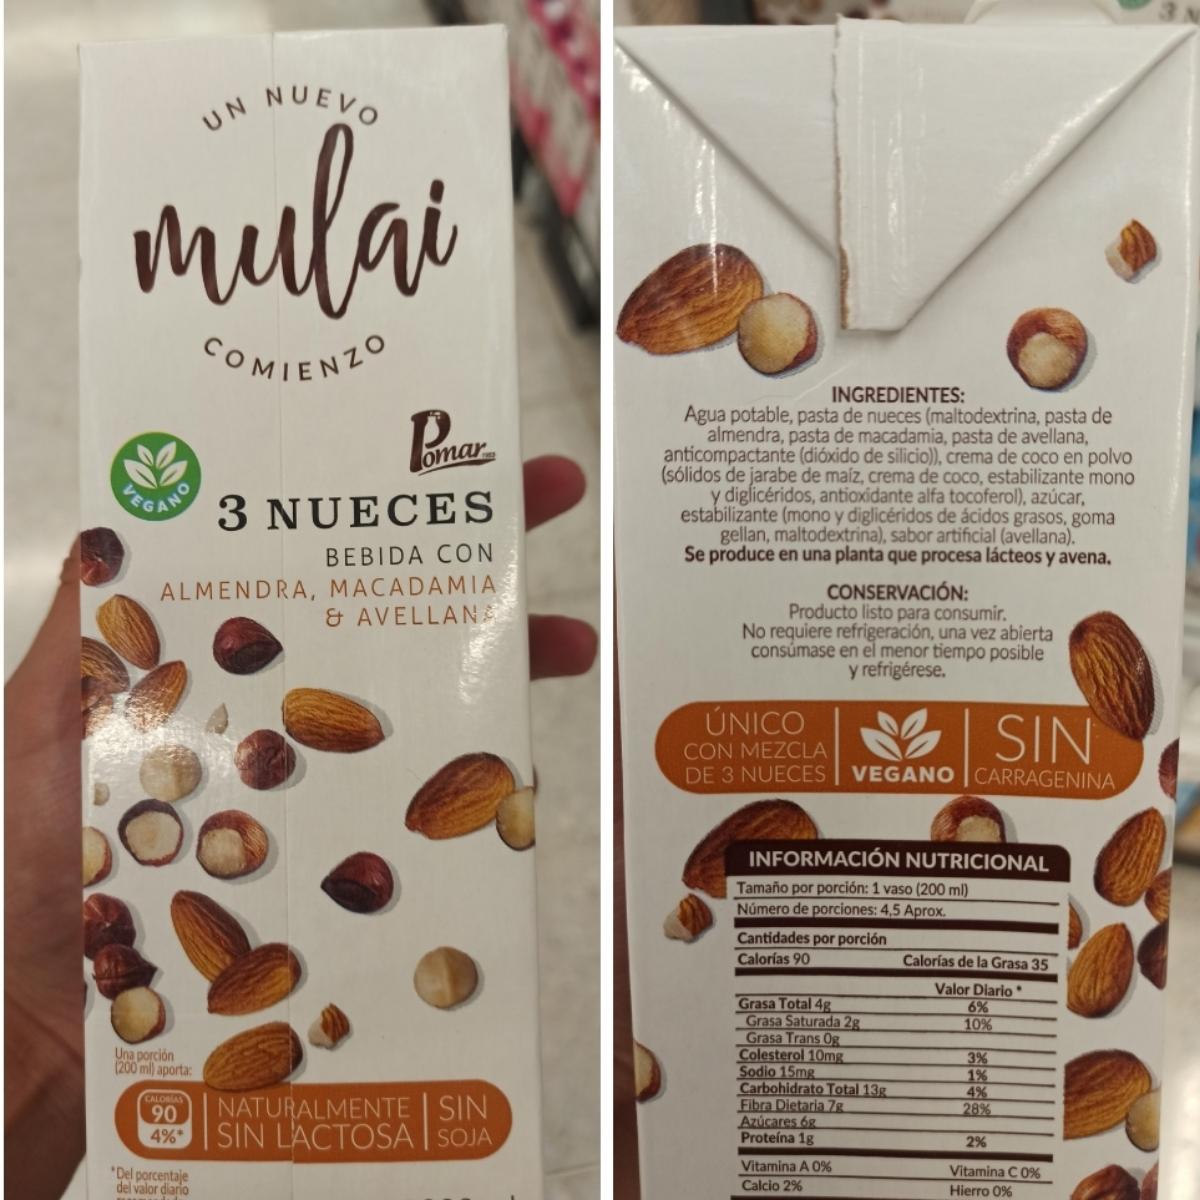 UN NUEVO
mulai
COMIENZO
Pomar
VEGANO
3 NUECES
BEBIDA CON
ALMENDRA, MACADAMIA
& AVELLANA
Una porción
(200 ml) aporta:
CALORÍAS
90
4%*
NATURALMENTE
SIN LACTOSA
SIN
SOJA
*Del porcentaje
del valor diario
INGREDIENTES:
Agua potable, pasta de nueces (maltodextrina, pasta de
almendra, pasta de macadamia, pasta de avellana,
anticompactante (dióxido de silicio)), crema de coco en polvo
(sólidos de jarabe de maíz, crema de coco, estabilizante mono
y diglicéridos, antioxidante alfa tocoferol), azúcar,
estabilizante (mono y diglicéridos de ácidos grasos, goma
gellan, maltodextrina), sabor artificial (avellana).
Se produce en una planta que procesa lácteos y avena.
CONSERVACIÓN:
Producto listo para consumir.
No requiere refrigeración, una vez abierta
consúmase en el menor tiempo posible
y refrigérese.
ÚNICO
CON MEZCLA
DE 3 NUECES
VEGANO
SIN
CARRAGENINA
INFORMACIÓN NUTRICIONAL
Tamaño por porción: 1 vaso (200 ml)
Número de porciones: 4,5 Aprox.
Cantidades por porción
Calorías 90 Calorías de la Grasa 35
Valor Diario *
Grasa Total 4g 6%
Grasa Saturada 2g 10%
Grasa Trans 0g
Colesterol 10mg 3%
Sodio 15mg 1%
Carbohidrato Total 13g 4%
Fibra Dietaria 7g 28%
Azúcares 6g
Proteína 1g 2%
Vitamina A 0% Vitamina C 0%
Calcio 2% Hierro 0%